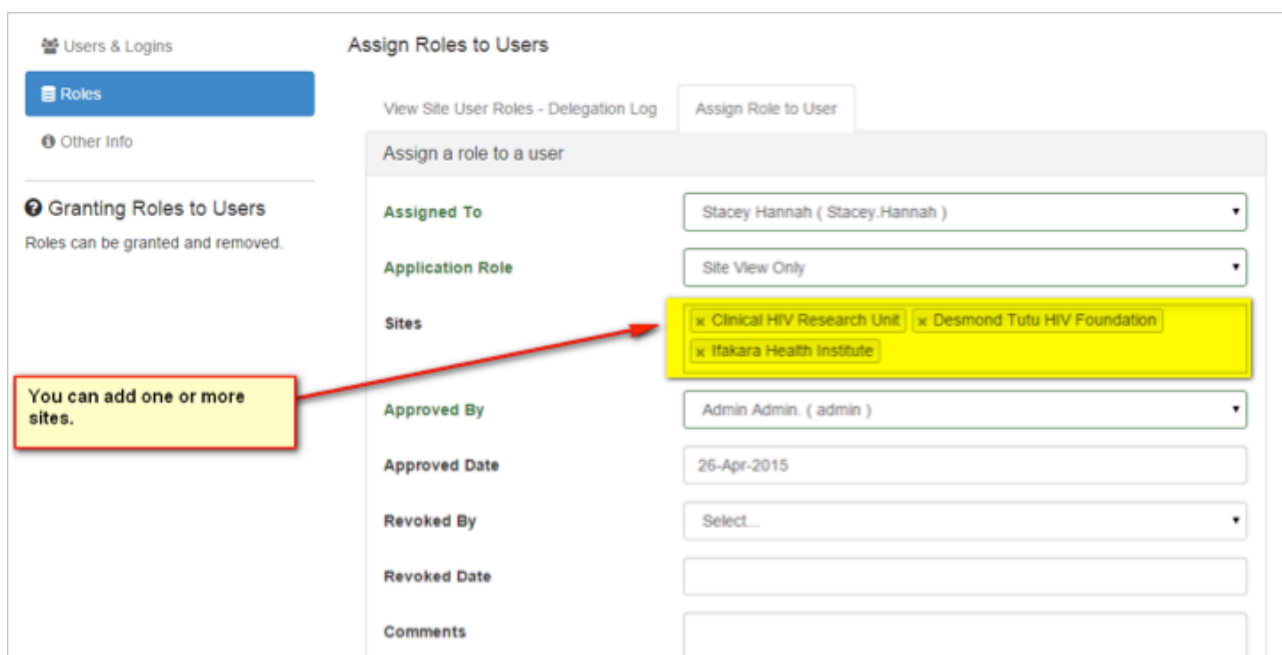 Users & Logins
Roles
Other Info
Granting Roles to Users
Roles can be granted and removed.
You can add one or more
sites.
Assign Roles to Users
View Site User Roles - Delegation Log
Assign Role to User
Assign a role to a user
Assigned To
Stacey Hannah ( Stacey.Hannah )
Application Role
Site View Only
Sites
× Clinical HIV Research Unit × Desmond Tutu HIV Foundation
× Ifakara Health Institute
Approved By
Admin Admin. ( admin )
Approved Date
26-Apr-2015
Revoked By
Select...
Revoked Date
Comments